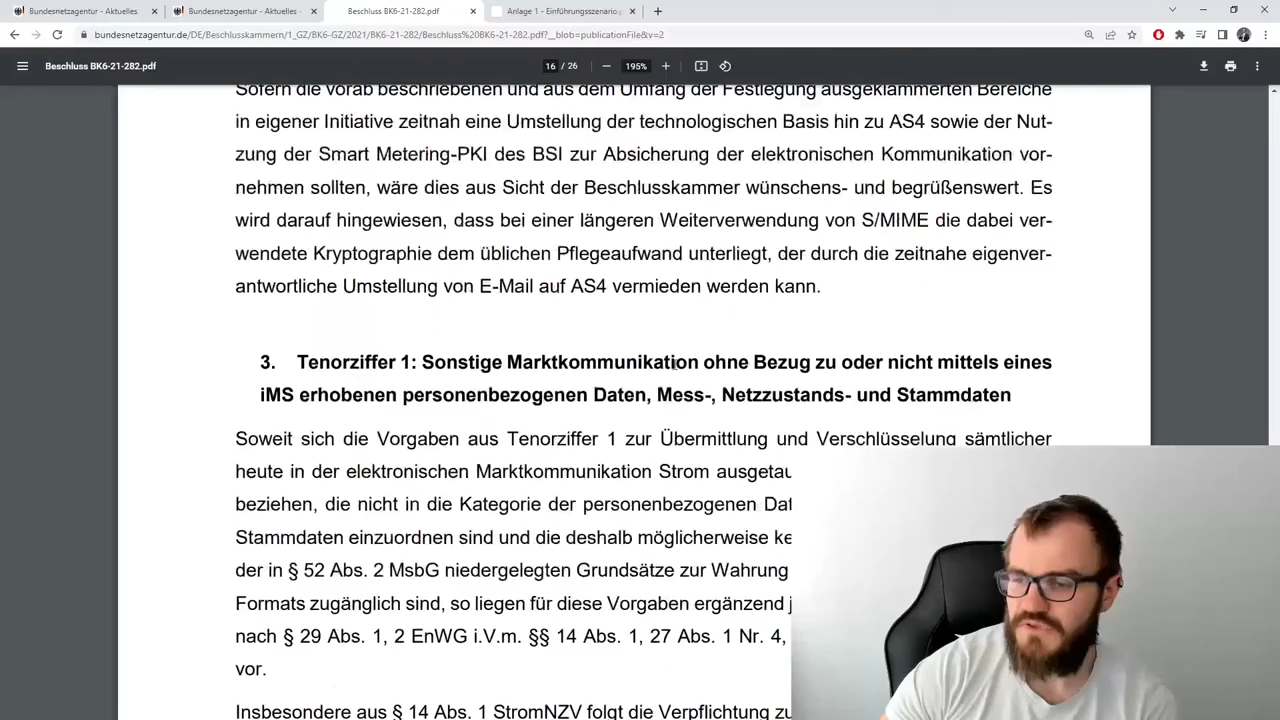 Bundesnetzagentur - Aktuelles
Bundesnetzagentur - Aktuelles
Beschluss BK6-21-282.pdf
Anlage 1 - Einführungsszenario.
bundesnetzagentur.de/DE/Beschlusskammern/1_GZ/BK6-GZ/2021/BK6-21-282/Beschluss%20BK6-21-282.pdf?__blob=publicationFile&v=2
Beschluss BK6-21-282.pdf
16 / 26
195%
Sofern die vorab beschriebenen und aus dem Umfang der Festlegung ausgeklammerten Bereiche
in eigener Initiative zeitnah eine Umstellung der technologischen Basis hin zu AS4 sowie der Nut-
zung der Smart Metering-PKI des BSI zur Absicherung der elektronischen Kommunikation vor-
nehmen sollten, wäre dies aus Sicht der Beschlusskammer wünschens- und begrüßenswert. Es
wird darauf hingewiesen, dass bei einer längeren Weiterverwendung von S/MIME die dabei ver-
wendete Kryptographie dem üblichen Pflegeaufwand unterliegt, der durch die zeitnahe eigenver-
antwortliche Umstellung von E-Mail auf AS4 vermieden werden kann.
3. Tenorziffer 1: Sonstige Marktkommunikation ohne Bezug zu oder nicht mittels eines
iMS erhobenen personenbezogenen Daten, Mess-, Netzzustands- und Stammdaten
Soweit sich die Vorgaben aus Tenorziffer 1 zur Übermittlung und Verschlüsselung sämtlicher
heute in der elektronischen Marktkommunikation Strom ausgetau
beziehen, die nicht in die Kategorie der personenbezogenen Dat
Stammdaten einzuordnen sind und die deshalb möglicherweise ke
der in § 52 Abs. 2 MsbG niedergelegten Grundsätze zur Wahrung
Formats zugänglich sind, so liegen für diese Vorgaben ergänzend j
nach § 29 Abs. 1, 2 EnWG i.V.m. §§ 14 Abs. 1, 27 Abs. 1 Nr. 4,
vor.
Insbesondere aus § 14 Abs. 1 StromNZV folgt die Verpflichtung zu